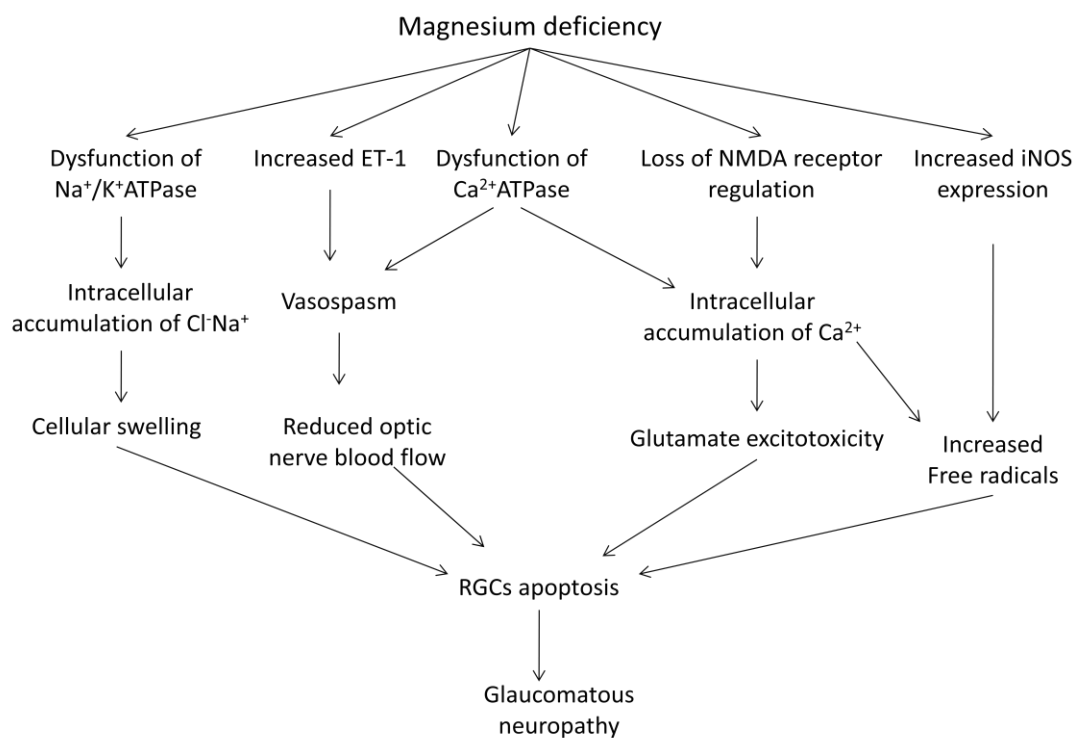 Magnesium deficiency
Dysfunction of
Na⁺/K⁺ATPase
Increased ET-1
Dysfunction of
Ca²⁺ATPase
Loss of NMDA receptor
regulation
Increased iNOS
expression
Intracellular
accumulation of Cl⁻Na⁺
Vasospasm
Intracellular
accumulation of Ca²⁺
Cellular swelling
Reduced optic
nerve blood flow
Glutamate excitotoxicity
Increased
Free radicals
RGCs apoptosis
Glaucomatous
neuropathy